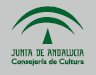 JUNTA DE ANDALUCIA
Consejería de Cultura